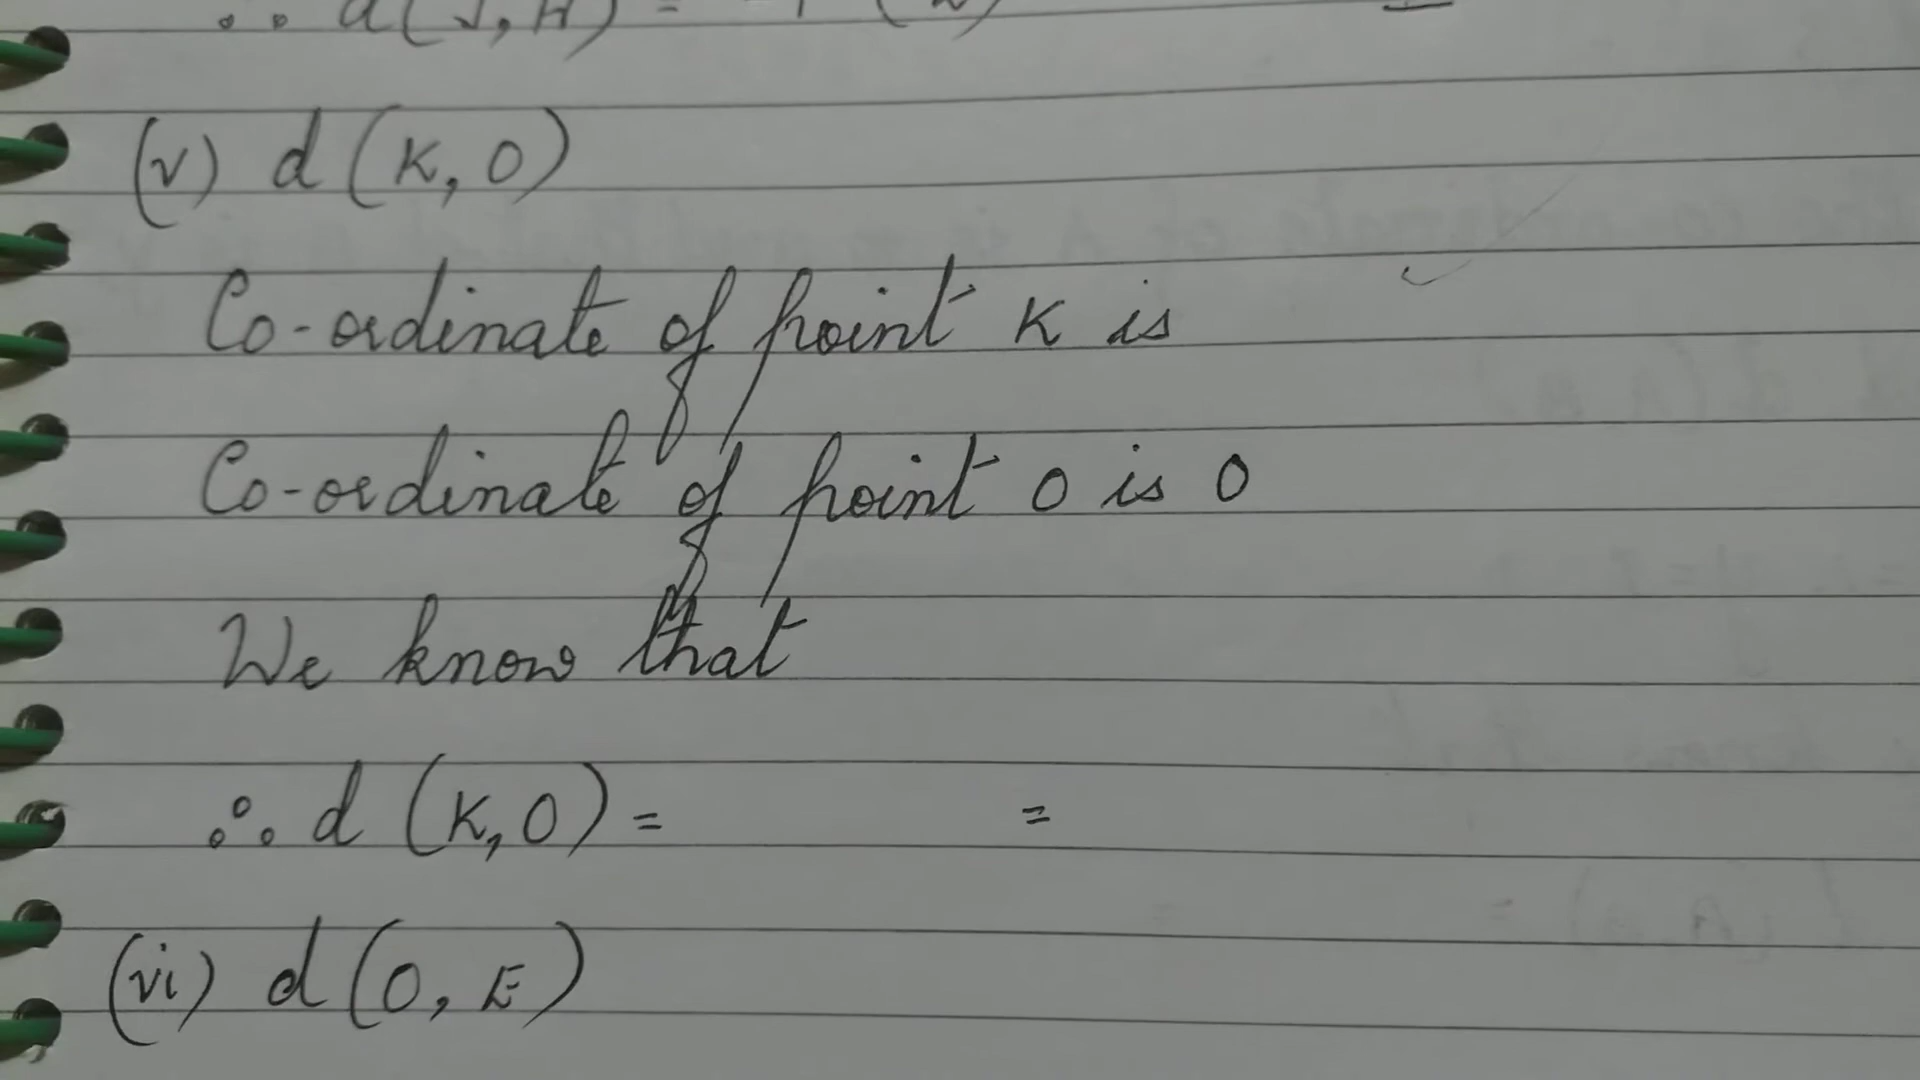 ∴ d(J, H) =
(v) d (K, O)
Co-ordinate of point K is
Co-ordinate of point O is 0
We know that
∴ d (K, O) = =
(vi) d (O, E)